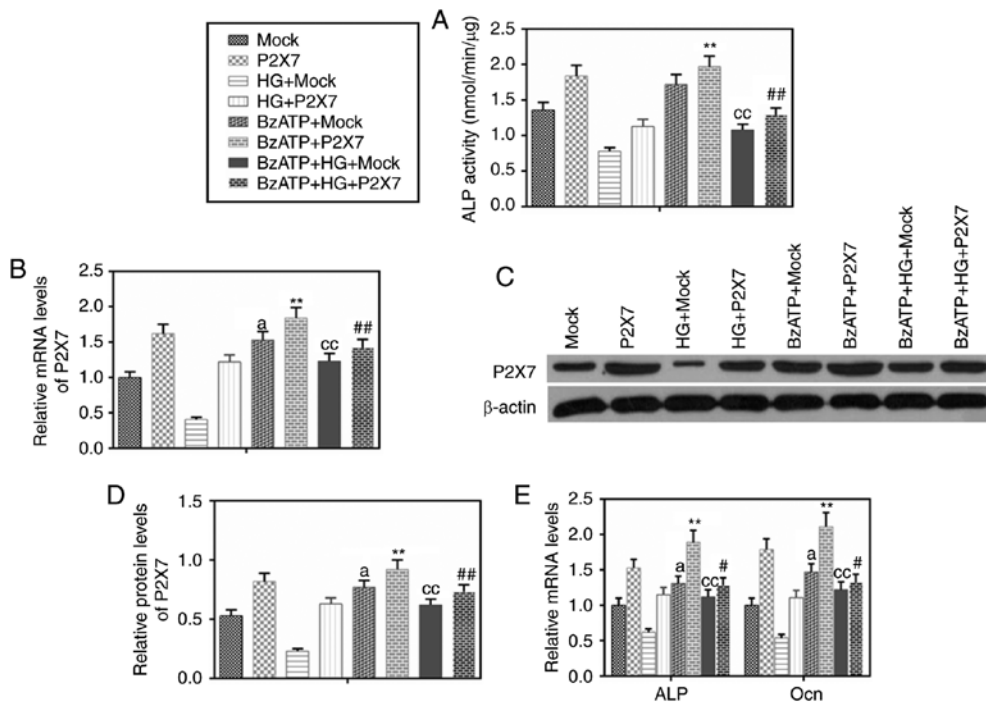 Mock
P2X7
HG+Mock
HG+P2X7
BzATP+Mock
BzATP+P2X7
BzATP+HG+Mock
BzATP+HG+P2X7
A
ALP activity (nmol/min/µg)
2.5
2.0
1.5
1.0
0.5
0.0
**
cc
##
B
Relative mRNA levels
of P2X7
2.5
2.0
1.5
1.0
0.5
0.0
a
**
cc
##
C
Mock
P2X7
HG+Mock
HG+P2X7
BzATP+Mock
BzATP+P2X7
BzATP+HG+Mock
BzATP+HG+P2X7
P2X7
β-actin
D
Relative protein levels
of P2X7
1.5
1.0
0.5
0.0
a
**
cc
##
E
Relative mRNA levels
2.5
2.0
1.5
1.0
0.5
0.0
a
**
cc
#
a
**
cc
#
ALP
Ocn